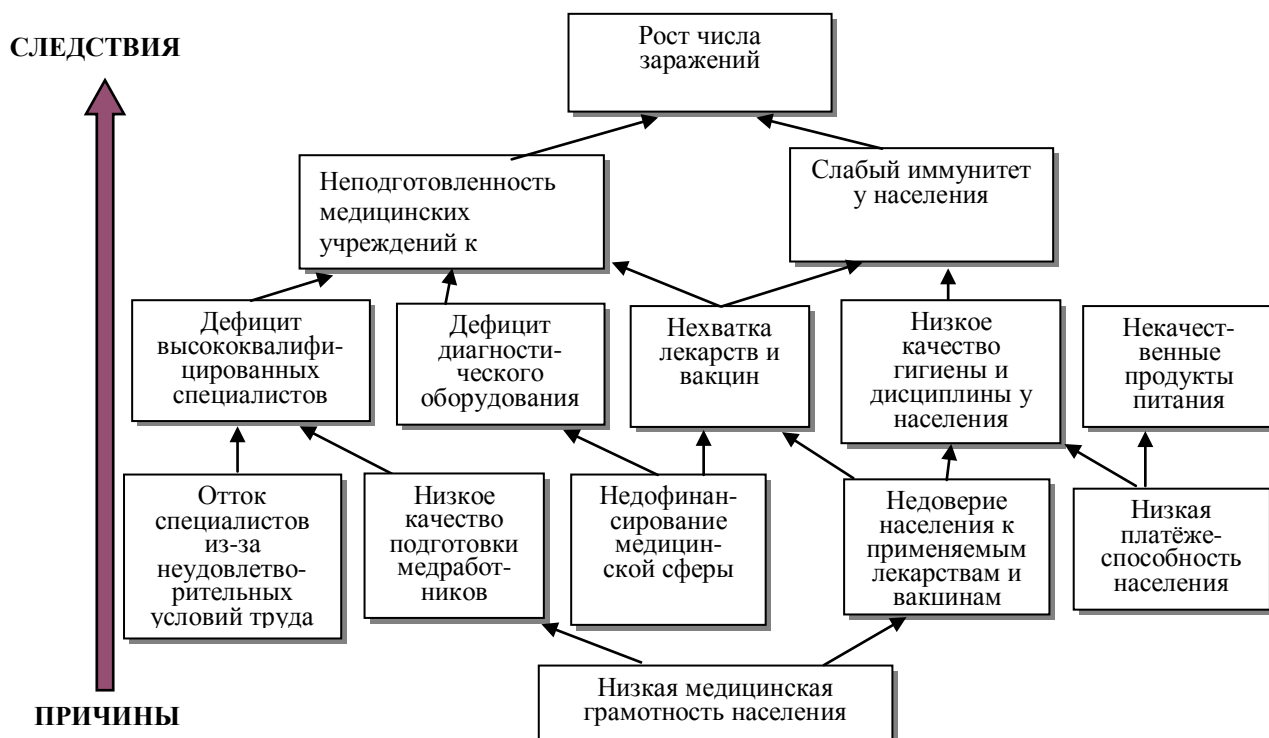 СЛЕДСТВИЯ
Рост числа
заражений
Неподготовленность
медицинских
учреждений к
Слабый иммунитет
у населения
Дефицит
высококвалифи-
цированных
специалистов
Дефицит
диагности-
ческого
оборудования
Нехватка
лекарств и
вакцин
Низкое
качество
гигиены и
дисциплины у
населения
Некачест-
венные
продукты
питания
Отток
специалистов
из-за
неудовлетво-
рительных
условий труда
Низкое
качество
подготовки
медработ-
ников
Недофинан-
сирование
медицин-
ской сферы
Недоверие
населения к
применяемым
лекарствам и
вакшинам
Низкая
платёже-
способность
населения
Низкая медицинская
грамотность населения
ПРИЧИНЫ